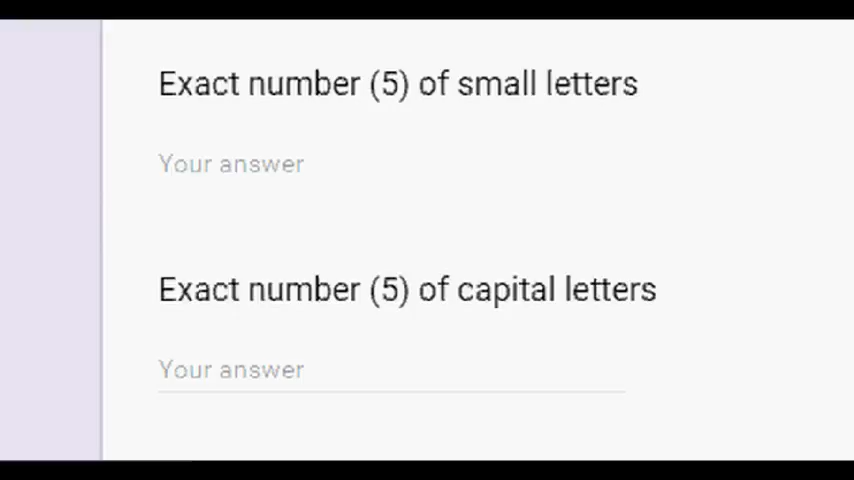 Exact number (5) of small letters
Your answer
Exact number (5) of capital letters
Your answer